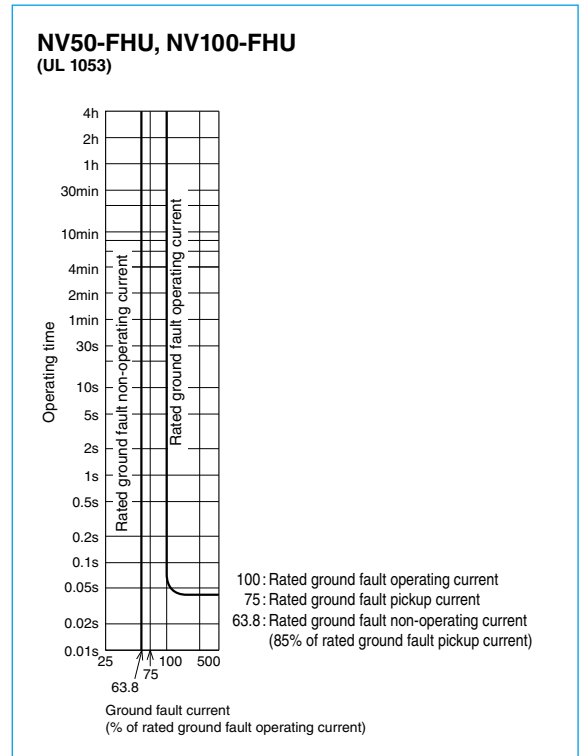 NV50-FHU, NV100-FHU
(UL 1053)
4h
2h
1h
30min
10min
4min
2min
1min
30s
10s
5s
2s
1s
0.5s
0.2s
0.1s
0.05s
0.02s
0.01s
Operating time
Rated ground fault non-operating current
Rated ground fault operating current
25
63.8
75
100
500
Ground fault current
(% of rated ground fault operating current)
100: Rated ground fault operating current
75: Rated ground fault pickup current
63.8: Rated ground fault non-operating current
(85% of rated ground fault pickup current)